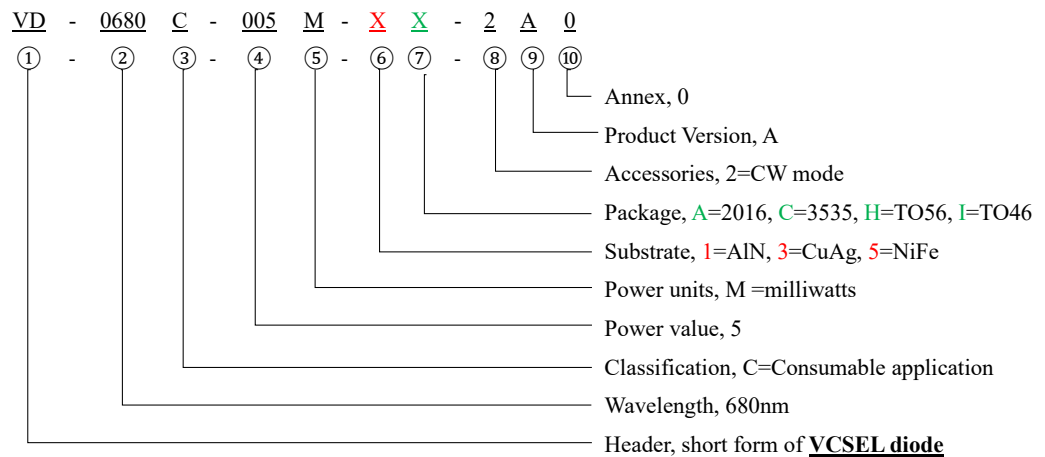 VD - 0680 C - 005 M - X X - 2 A 0
① - ② ③ - ④ ⑤ - ⑥ ⑦ - ⑧ ⑨ ⑩
Annex, 0
Product Version, A
Accessories, 2=CW mode
Package, A=2016, C=3535, H=TO56, I=TO46
Substrate, 1=AlN, 3=CuAg, 5=NiFe
Power units, M =milliwatts
Power value, 5
Classification, C=Consumable application
Wavelength, 680nm
Header, short form of VCSEL diode